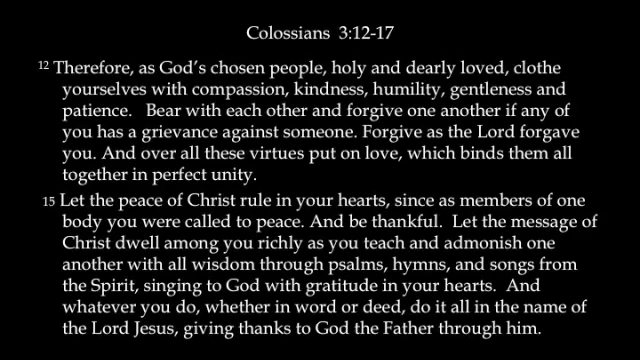 Colossians 3:12-17
12 Therefore, as God's chosen people, holy and dearly loved, clothe
yourselves with compassion, kindness, humility, gentleness and
patience. Bear with each other and forgive one another if any of
you has a grievance against someone. Forgive as the Lord forgave
you. And over all these virtues put on love, which binds them all
together in perfect unity.
15 Let the peace of Christ rule in your hearts, since as members of one
body you were called to peace. And be thankful. Let the message of
Christ dwell among you richly as you teach and admonish one
another with all wisdom through psalms, hymns, and songs from
the Spirit, singing to God with gratitude in your hearts. And
whatever you do, whether in word or deed, do it all in the name of
the Lord Jesus, giving thanks to God the Father through him.